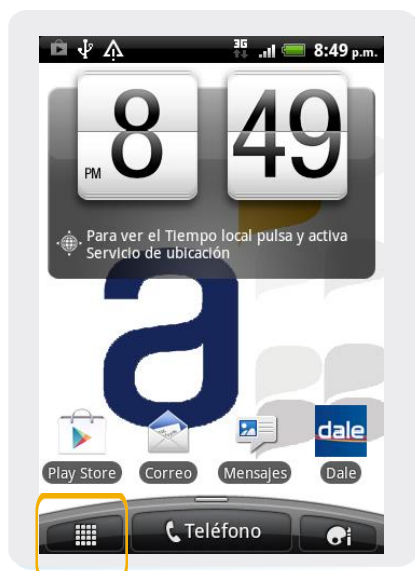 3G
8:49 p.m.
8
49
PM
Para ver el Tiempo local pulsa y activa
Servicio de ubicación
a
dale
Play Store
Correo
Mensajes
Dale
Teléfono